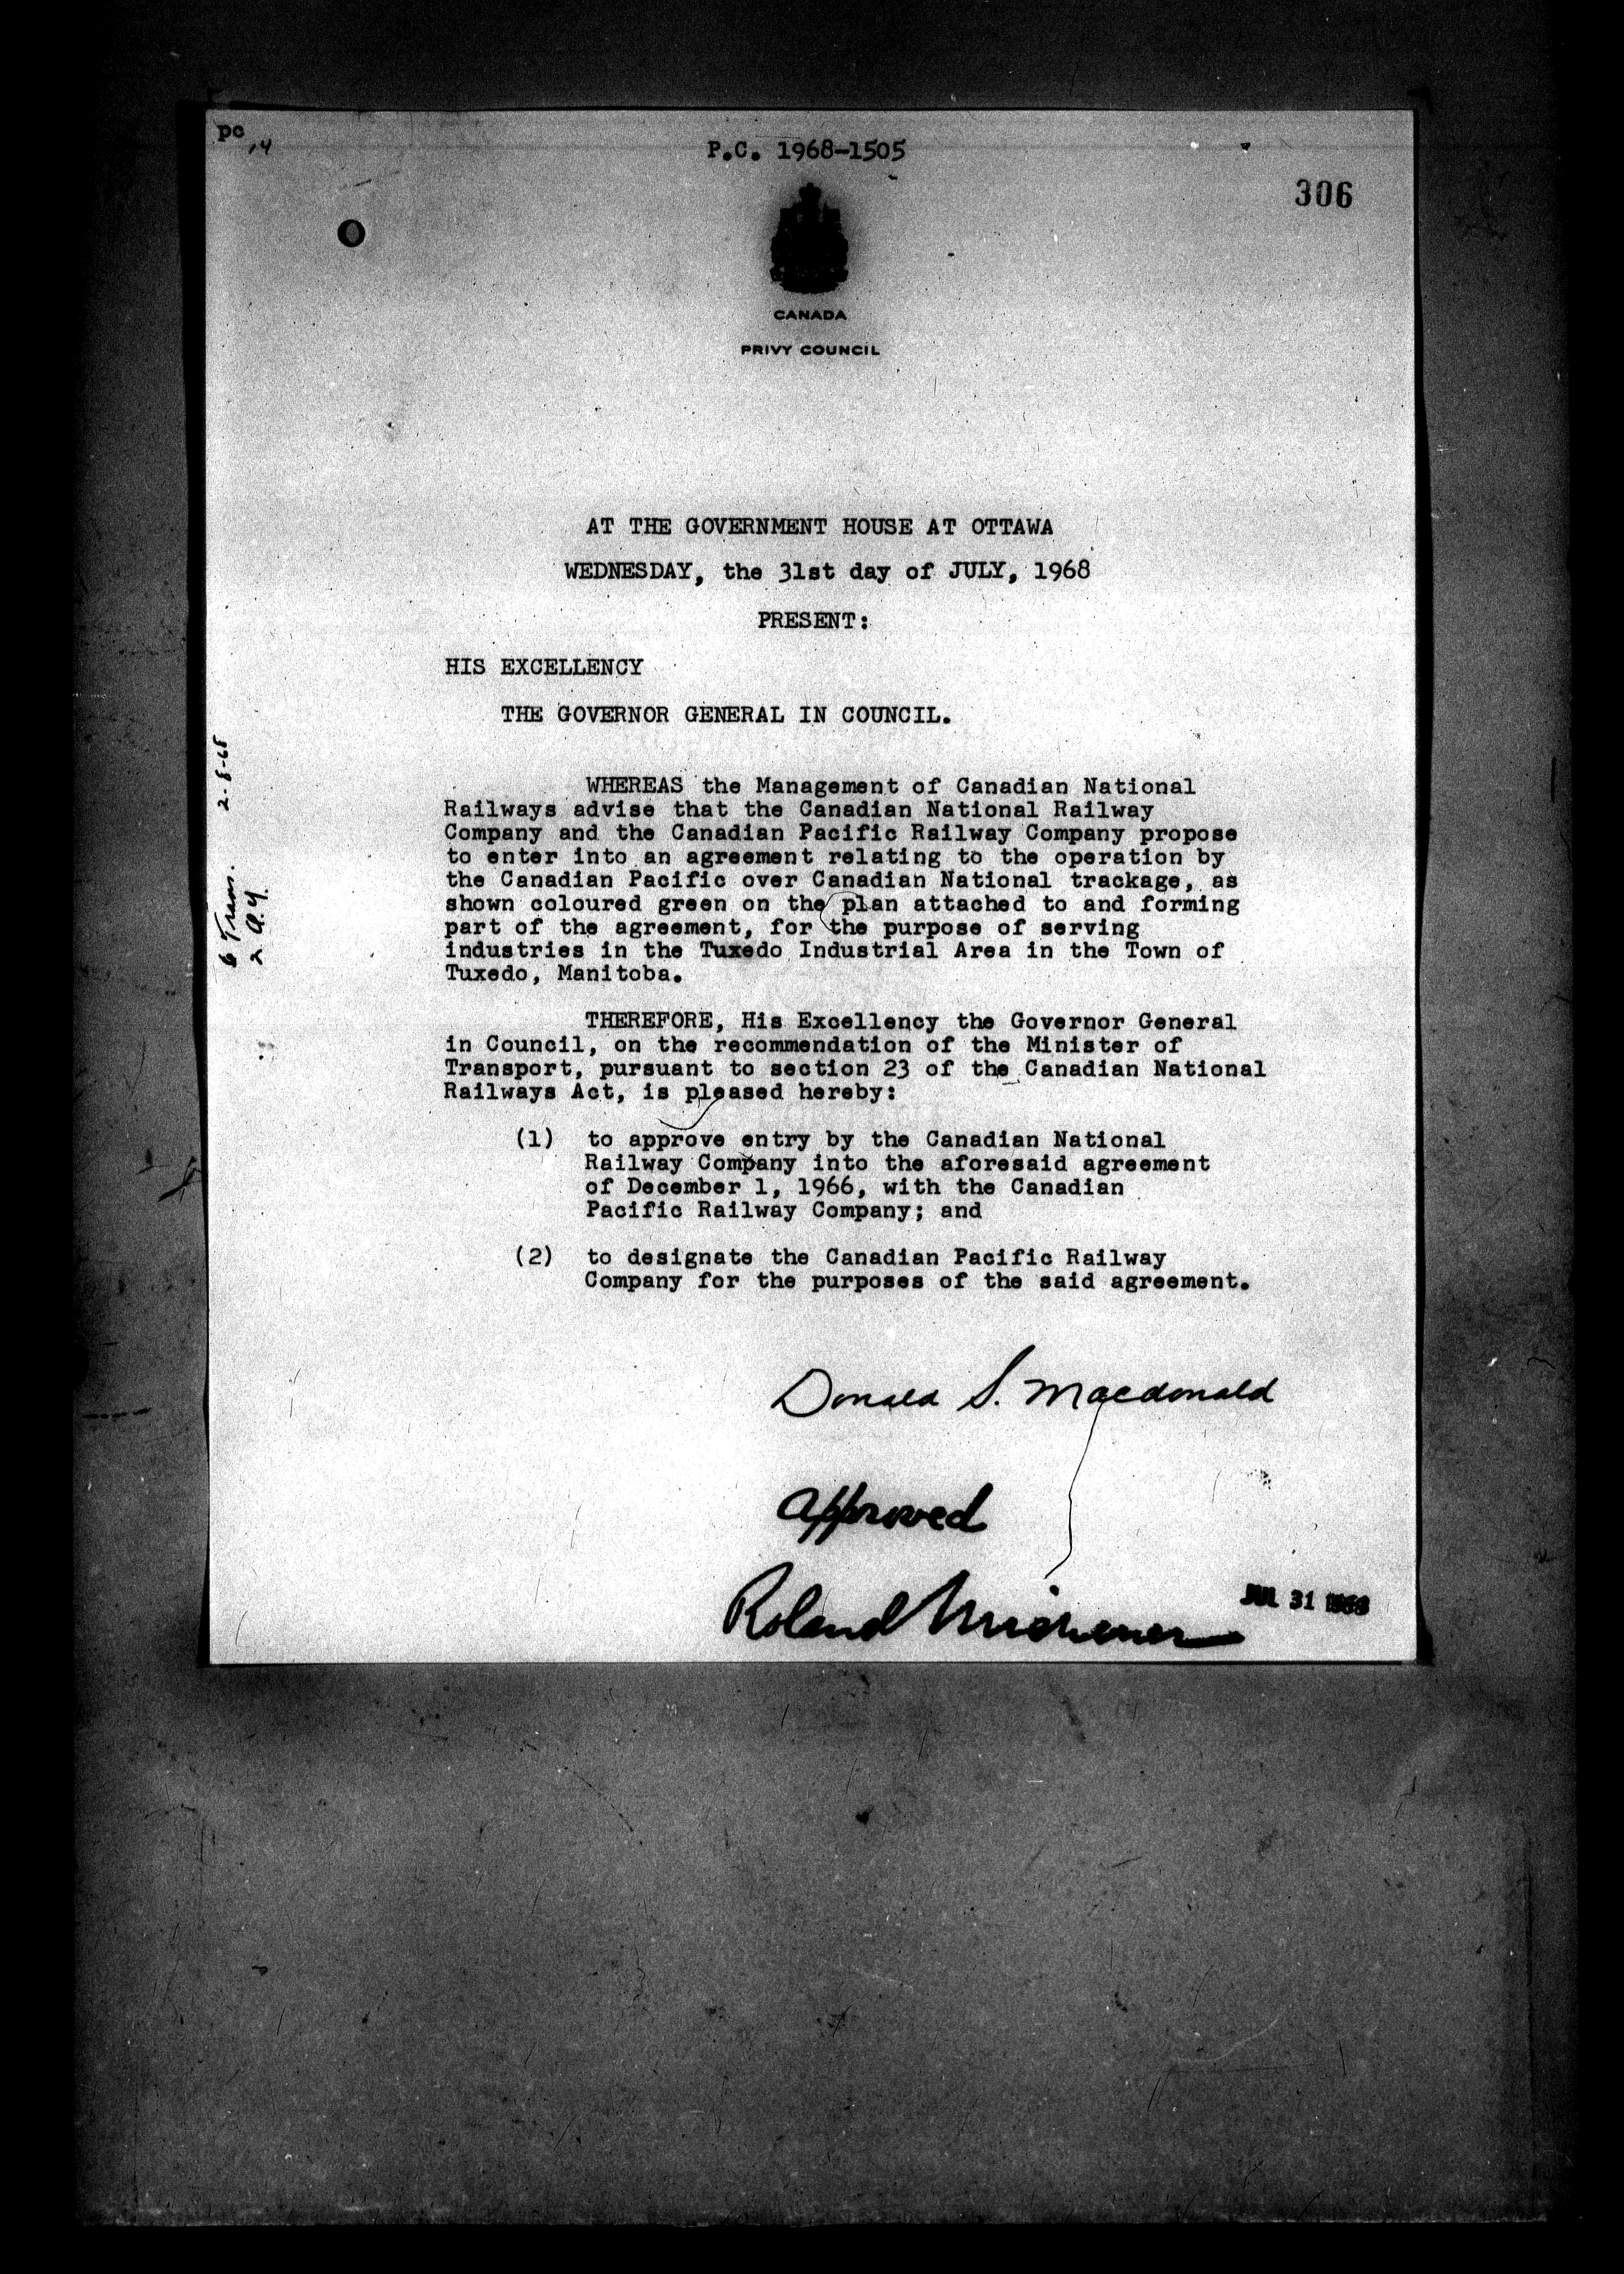 pc
14
P.C. 1968-1505
306
CANADA
PRIVY COUNCIL
AT THE GOVERNMENT HOUSE AT OTTAWA
WEDNESDAY, the 31st day of JULY, 1968
PRESENT:
HIS EXCELLENCY
THE GOVERNOR GENERAL IN COUNCIL.
WHEREAS the Management of Canadian National
Railways advise that the Canadian National Railway
Company and the Canadian Pacific Railway Company propose
to enter into an agreement relating to the operation by
the Canadian Pacific over Canadian National trackage, as
shown coloured green on the plan attached to and forming
part of the agreement, for the purpose of serving
industries in the Tuxedo Industrial Area in the Town of
Tuxedo, Manitoba.
THEREFORE, His Excellency the Governor General
in Council, on the recommendation of the Minister of
Transport, pursuant to section 23 of the Canadian National
Railways Act, is pleased hereby:
(1) to approve entry by the Canadian National
Railway Company into the aforesaid agreement
of December 1, 1966, with the Canadian
Pacific Railway Company; and
(2) to designate the Canadian Pacific Railway
Company for the purposes of the said agreement.
Donald S. Macdonald
approved
Roland Michener
JUL 31 1968
6 Tran. 2-8-68